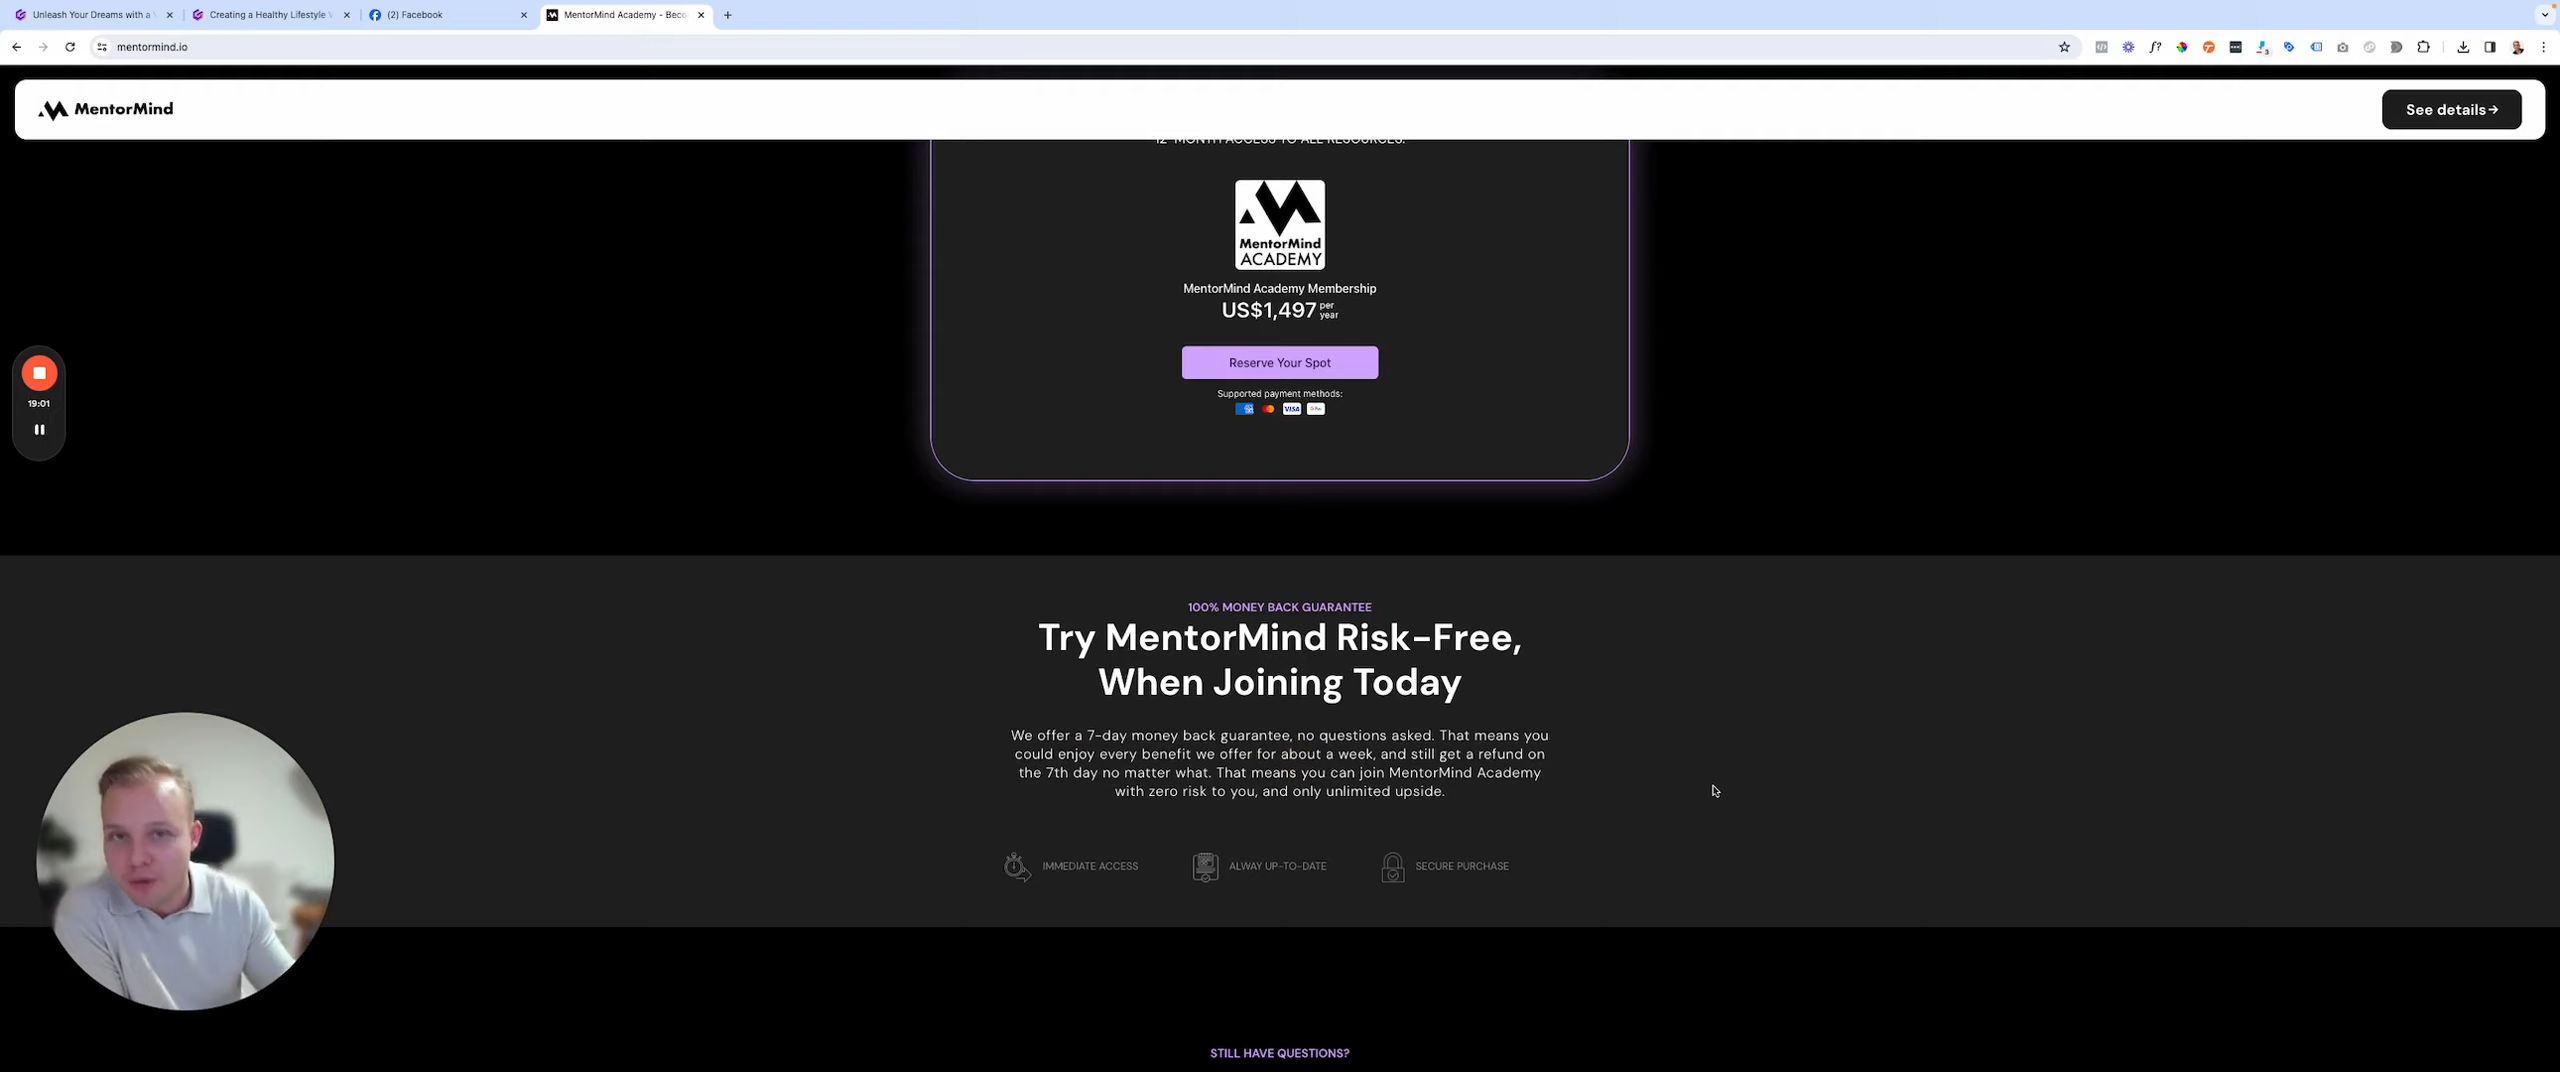 Unleash Your Dreams with a
Creating a Healthy Lifestyle
(2) Facebook
MentorMind Academy - Beco
mentormind.io
MentorMind
See details→
12-MONTH ACCESS TO ALL RESOURCES.
MentorMind
ACADEMY
MentorMind Academy Membership
US$1,497 per year
Reserve Your Spot
Supported payment methods:
VISA
19:01
100% MONEY BACK GUARANTEE
Try MentorMind Risk-Free,
When Joining Today
We offer a 7-day money back guarantee, no questions asked. That means you
could enjoy every benefit we offer for about a week, and still get a refund on
the 7th day no matter what. That means you can join MentorMind Academy
with zero risk to you, and only unlimited upside.
IMMEDIATE ACCESS
ALWAY UP-TO-DATE
SECURE PURCHASE
STILL HAVE QUESTIONS?